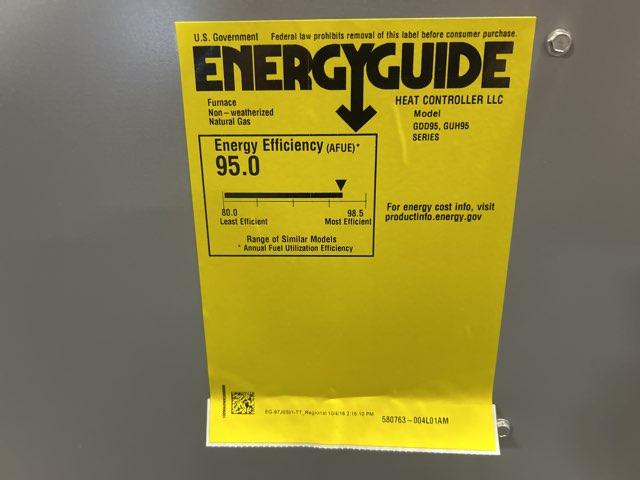 U.S. Government Federal law prohibits removal of this label before consumer purchase.
ENERGYGUIDE
Furnace
Non-weatherized
Natural Gas
HEAT CONTROLLER LLC
Model
GDD95, GUH95
SERIES
Energy Efficiency (AFUE)*
95.0
80.0 98.5
Least Efficient Most Efficient
Range of Similar Models
* Annual Fuel Utilization Efficiency
For energy cost info, visit
productinfo.energy.gov
580763-004L01AM